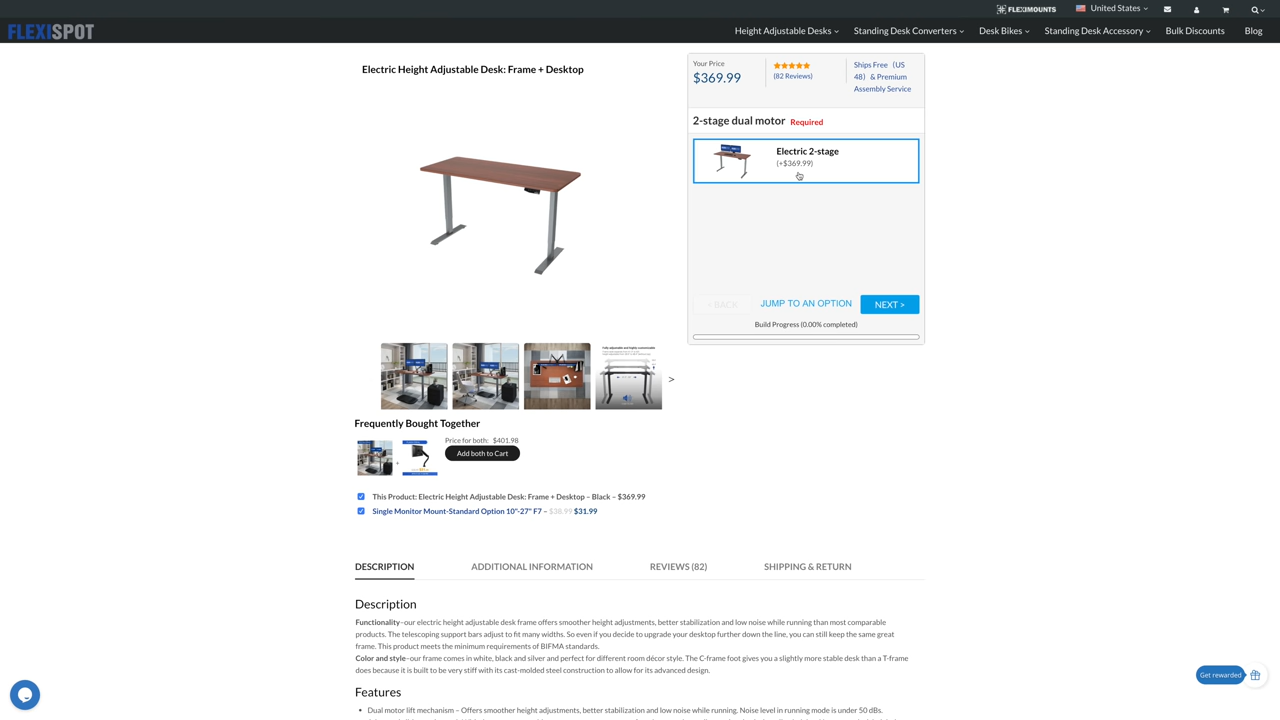 FLEXIMOUNTS
United States
FLEXISPOT
Height Adjustable Desks
Standing Desk Converters
Desk Bikes
Standing Desk Accessory
Bulk Discounts
Blog
Electric Height Adjustable Desk: Frame + Desktop
Your Price
$369.99
(82 Reviews)
Ships Free（US
48）& Premium
Assembly Service
2-stage dual motor Required
Electric 2-stage
(+$369.99)
< BACK
JUMP TO AN OPTION
NEXT >
Build Progress (0.00% completed)
>
Frequently Bought Together
Price for both: $401.98
+
Add both to Cart
This Product: Electric Height Adjustable Desk: Frame + Desktop – Black – $369.99
Single Monitor Mount-Standard Option 10"-27" F7 – $38.99 $31.99
DESCRIPTION
ADDITIONAL INFORMATION
REVIEWS (82)
SHIPPING & RETURN
Description
Functionality–our electric height adjustable desk frame offers smoother height adjustments, better stabilization and low noise while running than most comparable
products. The telescoping support bars adjust to fit many widths. So even if you decide to upgrade your desktop further down the line, you can still keep the same great
frame. This product meets the minimum requirements of BIFMA standards.
Color and style–our frame comes in white, black and silver and perfect for different room décor style. The C-frame foot gives you a slightly more stable desk than a T-frame
does because it is built to be very stiff with its cast-molded steel construction to allow for its advanced design.
Features
• Dual motor lift mechanism – Offers smoother height adjustments, better stabilization and low noise while running. Noise level in running mode is under 50 dBs.
Get rewarded